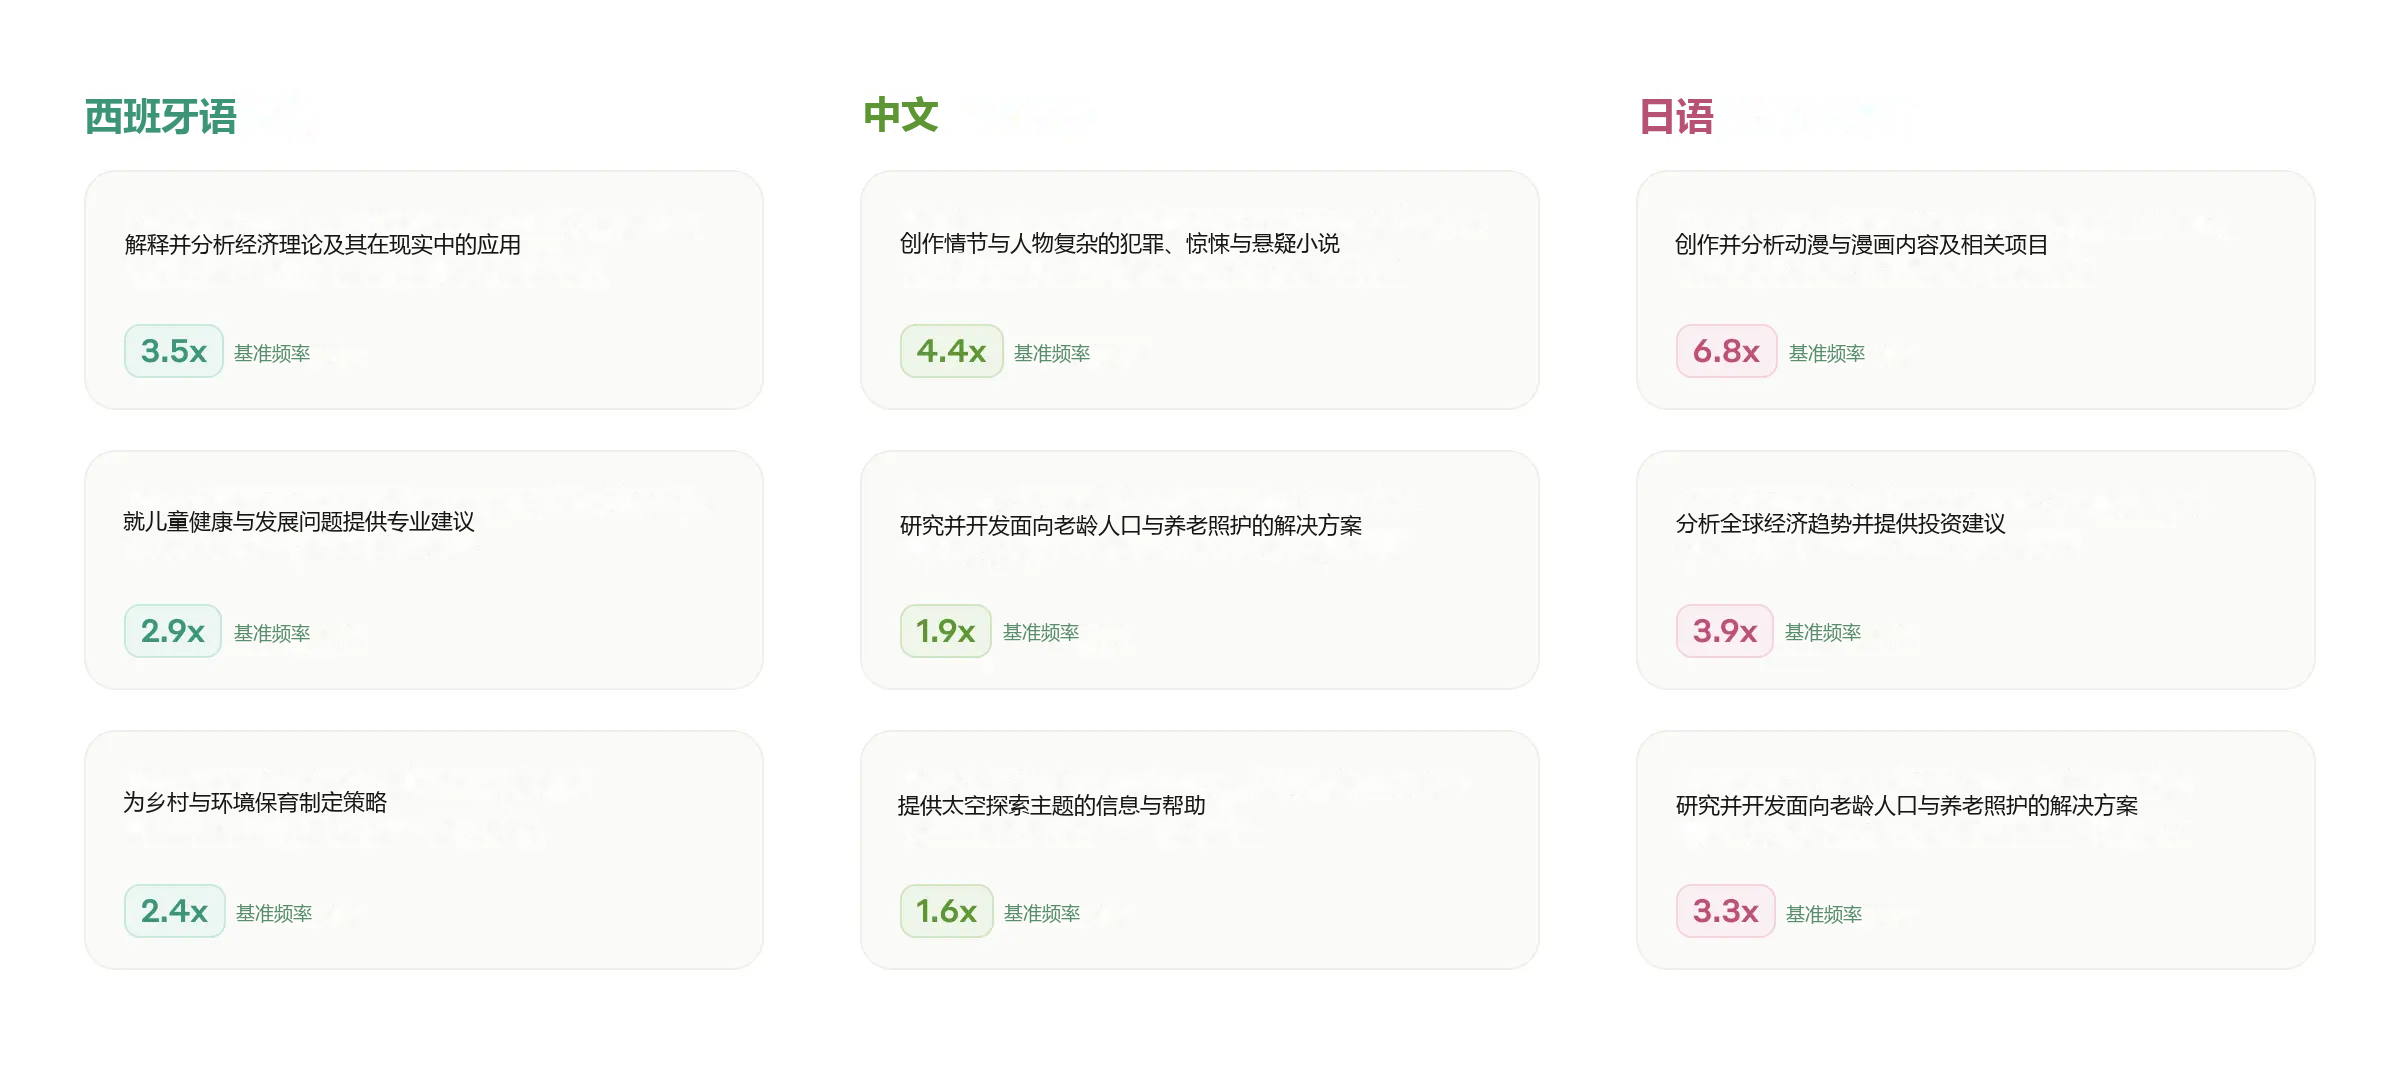 西班牙语
解释并分析经济理论及其在现实中的应用
3.5x 基准频率
就儿童健康与发展问题提供专业建议
2.9x 基准频率
为乡村与环境保育制定策略
2.4x 基准频率
中文
创作情节与人物复杂的犯罪、惊悚与悬疑小说
4.4x 基准频率
研究并开发面向老龄人口与养老照护的解决方案
1.9x 基准频率
提供太空探索主题的信息与帮助
1.6x 基准频率
日语
创作并分析动漫与漫画内容及相关项目
6.8x 基准频率
分析全球经济趋势并提供投资建议
3.9x 基准频率
研究并开发面向老龄人口与养老照护的解决方案
3.3x 基准频率